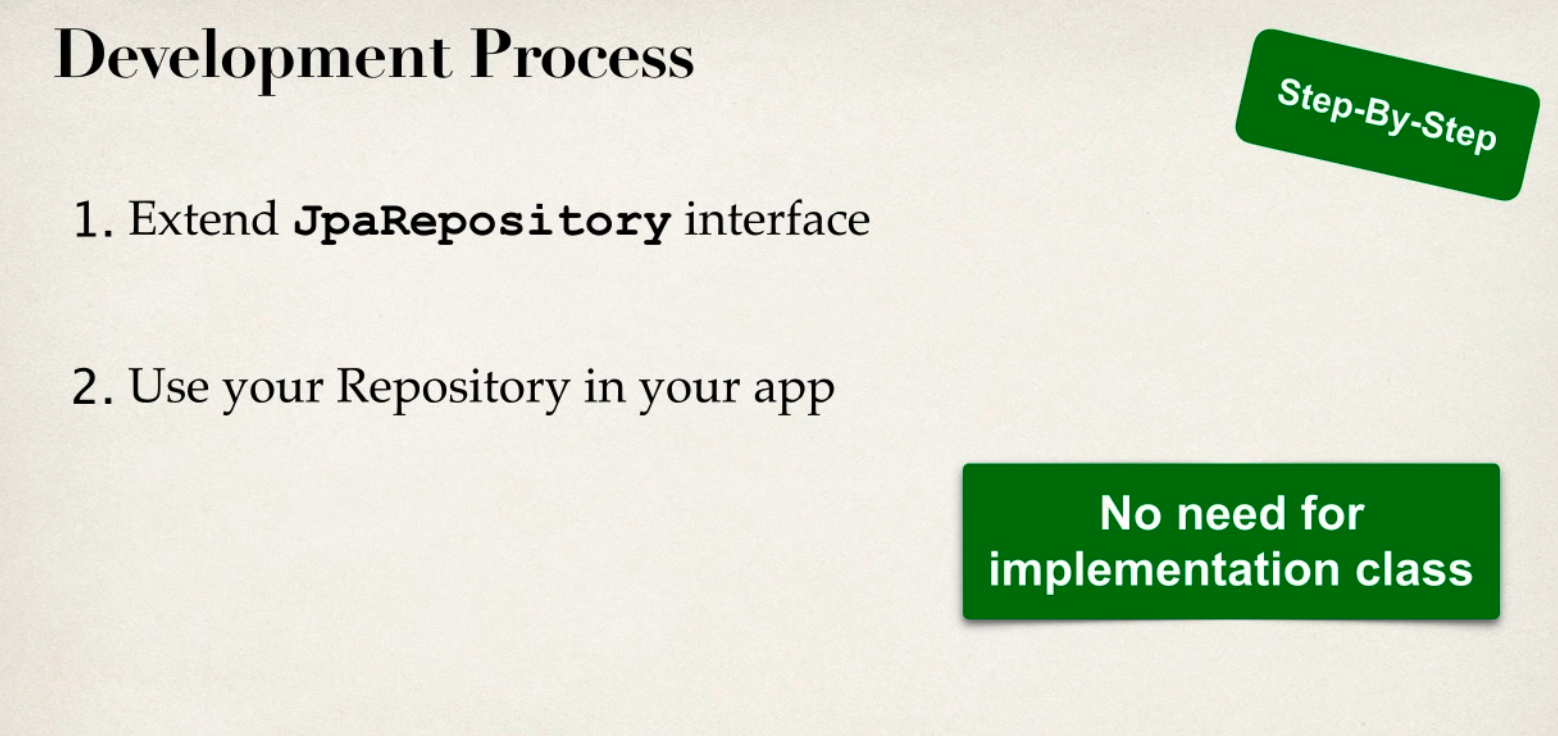 Development Process
Step-By-Step
1. Extend JpaRepository interface
2. Use your Repository in your app
No need for
implementation class